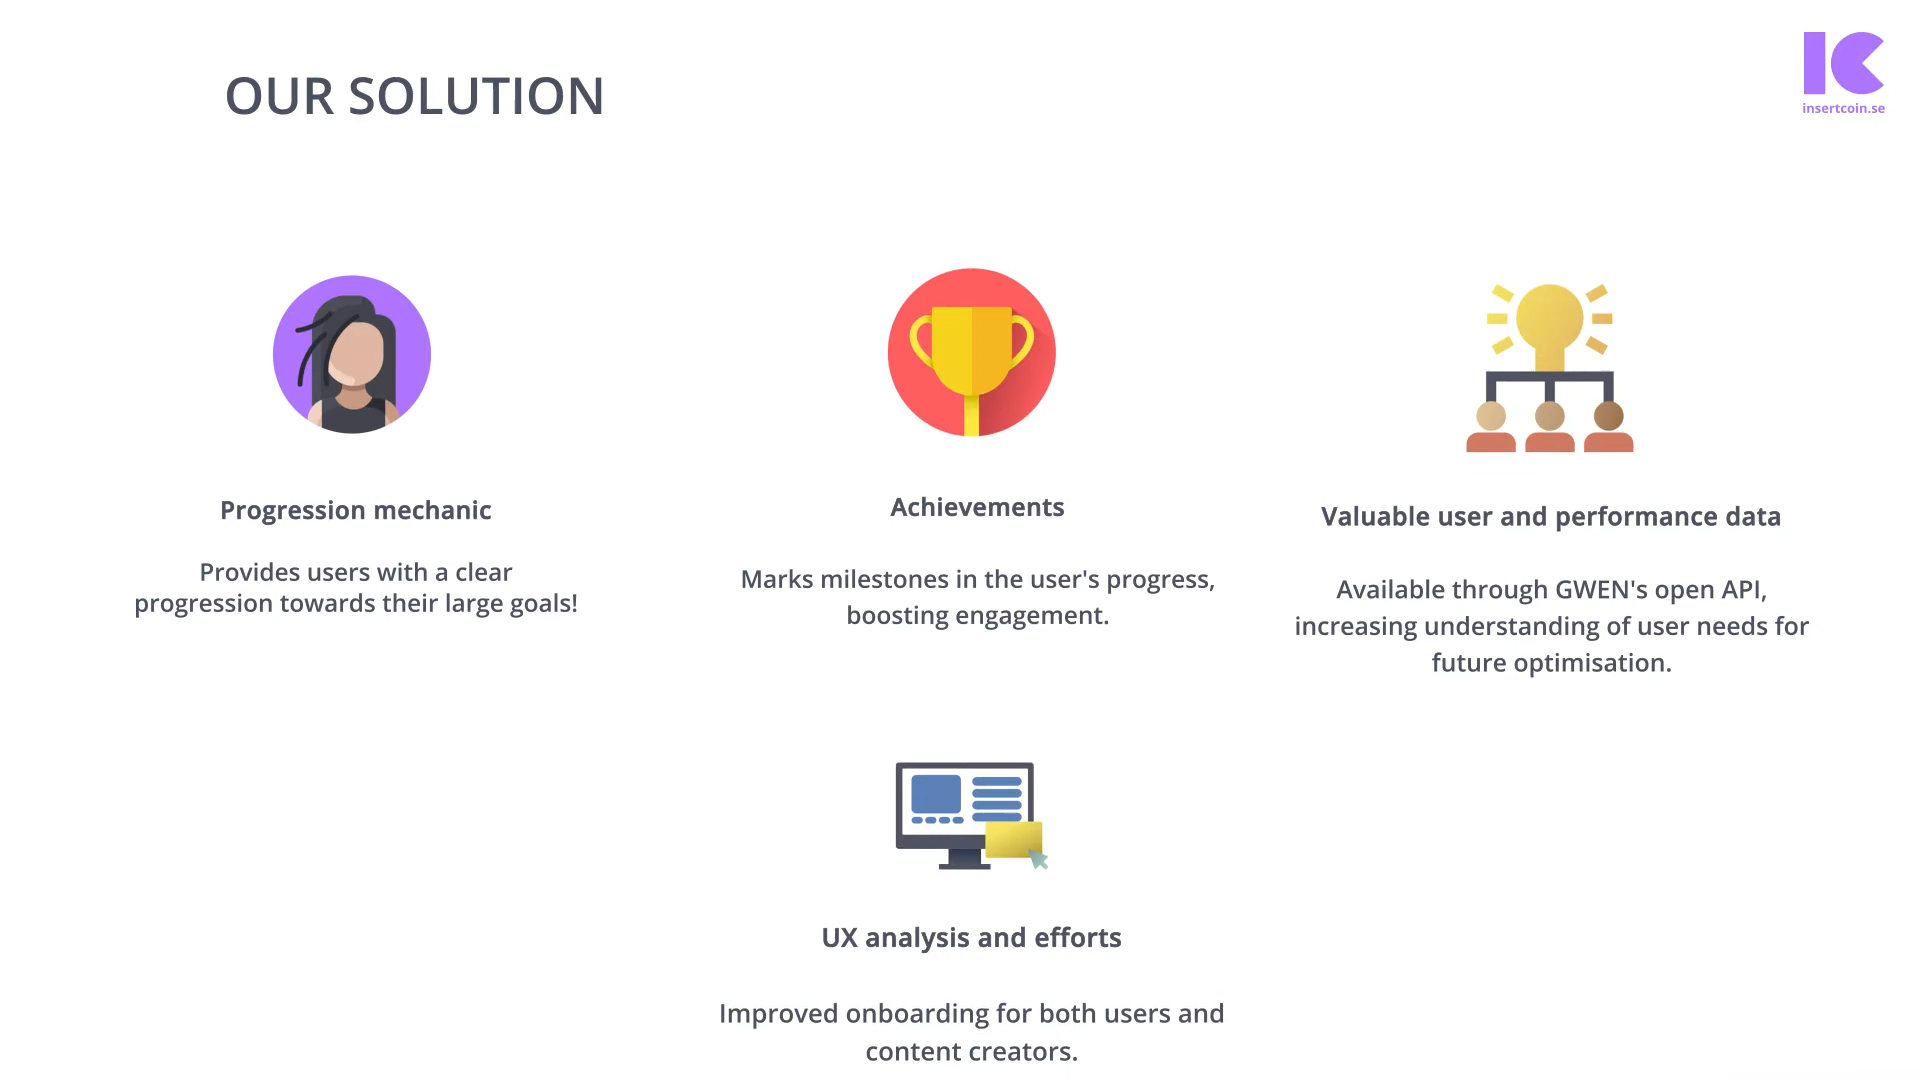 OUR SOLUTION
insertcoin.se
Progression mechanic
Provides users with a clear
progression towards their large goals!
Achievements
Marks milestones in the user's progress,
boosting engagement.
Valuable user and performance data
Available through GWEN's open API,
increasing understanding of user needs for
future optimisation.
UX analysis and efforts
Improved onboarding for both users and
content creators.